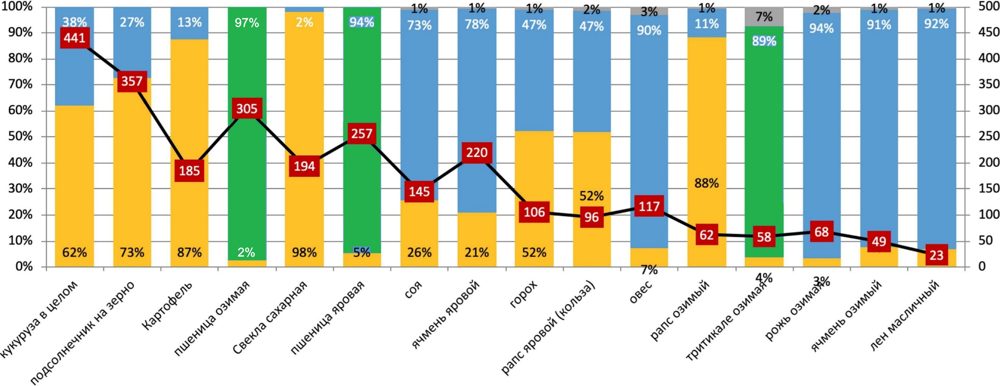 100%
90%
80%
70%
60%
50%
40%
30%
20%
10%
0%
38% 27% 13% 97% 2% 94% 73% 78% 47% 47% 90% 11% 89% 94% 91% 92%
1% 1% 1% 2% 3% 1% 7% 2% 1% 1%
441 357 185 305 194 257 145 220 106 96 117 62 58 68 49 23
62% 73% 87% 2% 98% 5% 26% 21% 52% 52% 7% 88% 4% 3%
500
450
400
350
300
250
200
150
100
50
0
кукуруза в целом
подсолнечник на зерно
Картофель
пшеница озимая
Свекла сахарная
пшеница яровая
соя
ячмень яровой
горох
рапс яровой (кольза)
овес
рапс озимый
тритикале озимая
рожь озимая
ячмень озимый
лен масличный